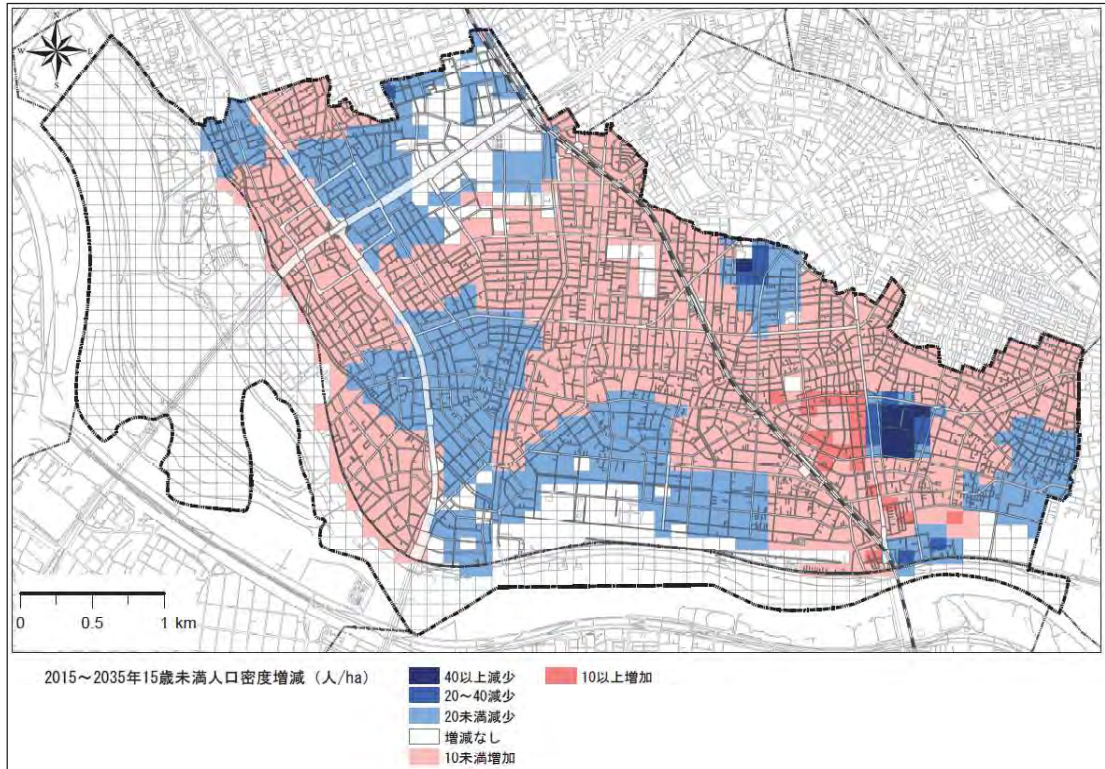 N
W
E
S
0 0.5 1 km
2015～2035年15歳未満人口密度増減（人/ha）
40以上減少
10以上増加
20～40減少
20未満減少
増減なし
10未満増加